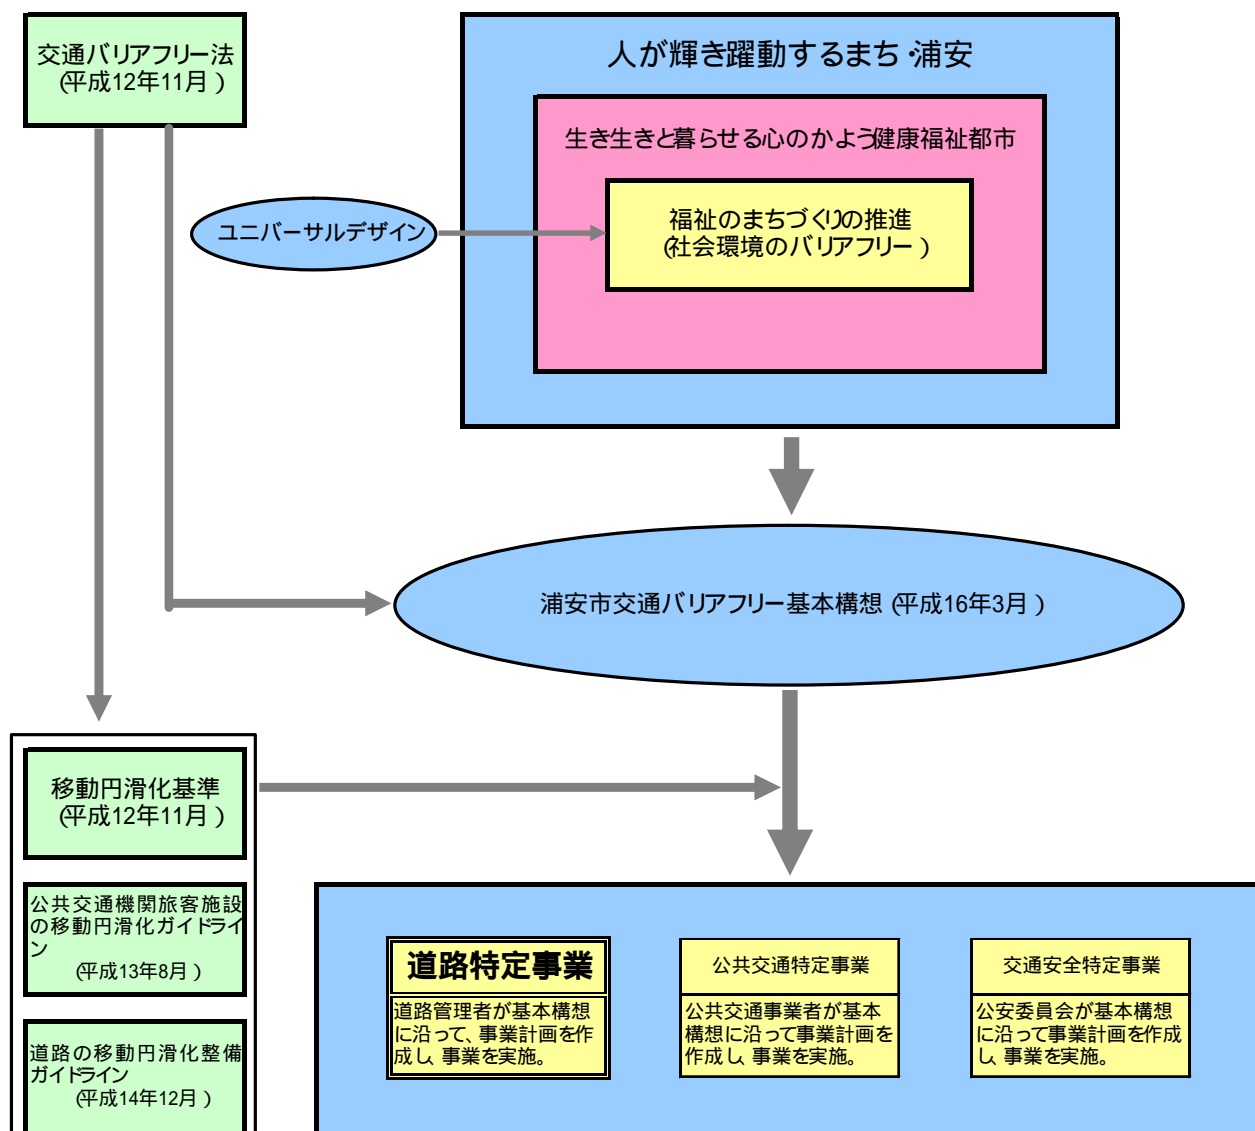 交通バリアフリー法
(平成12年11月)
人が輝き躍動するまち・浦安
生き生きと暮らせる心のかよう健康福祉都市
福祉のまちづくりの推進
(社会環境のバリアフリー)
ユニバーサルデザイン
浦安市交通バリアフリー基本構想(平成16年3月)
移動円滑化基準
(平成12年11月)
公共交通機関旅客施設
の移動円滑化ガイドライ
ン
(平成13年8月)
道路の移動円滑化整備
ガイドライン
(平成14年12月)
道路特定事業
道路管理者が基本構想
に沿って、事業計画を作
成し、事業を実施。
公共交通特定事業
公共交通事業者が基本
構想に沿って事業計画を
作成し、事業を実施。
交通安全特定事業
公安委員会が基本構想
に沿って事業計画を作成
し、事業を実施。